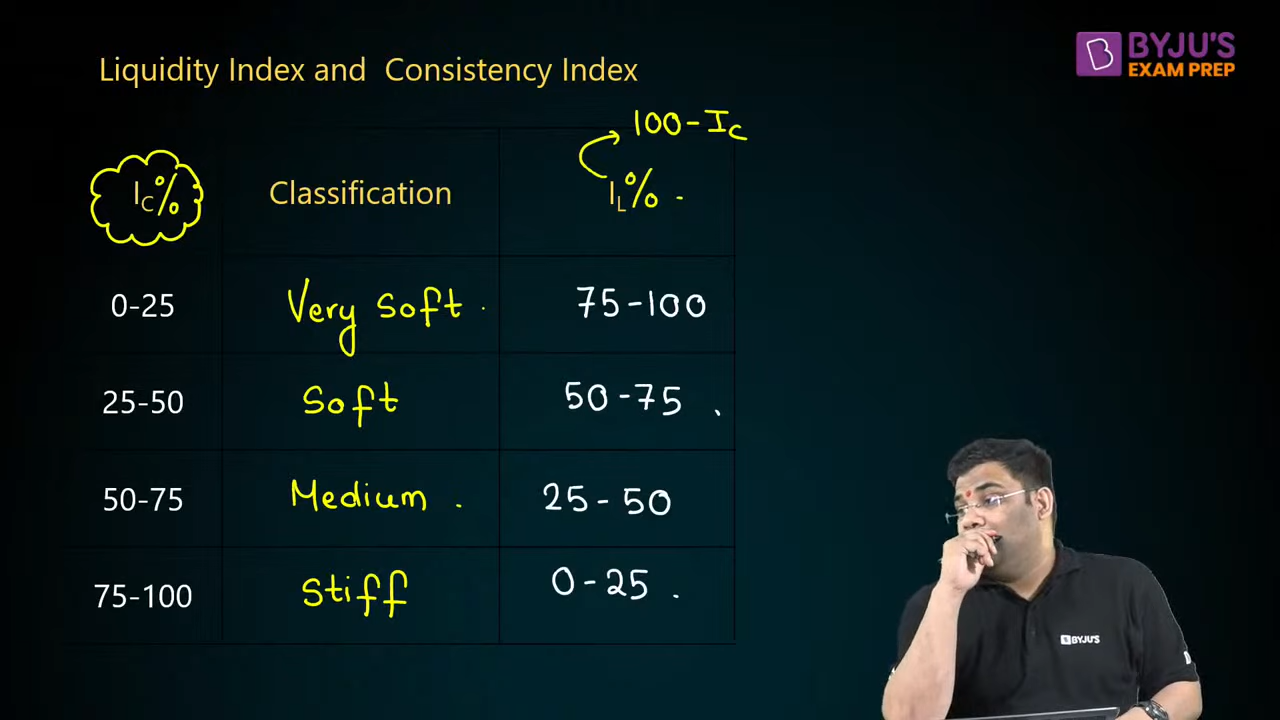 Liquidity Index and Consistency Index
BYJU'S
EXAM PREP
100-Ic
IC% Classification IL%
0-25 Very Soft 75-100
25-50 Soft 50-75
50-75 Medium 25-50
75-100 Stiff 0-25
BYJU'S